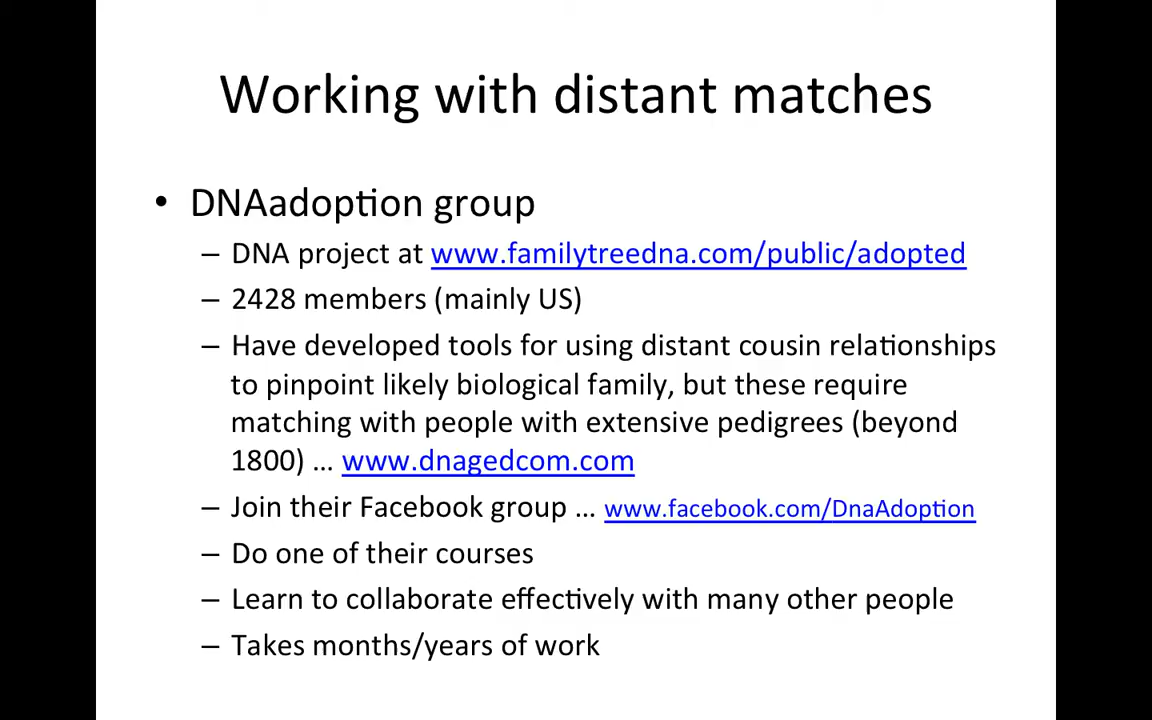 Working with distant matches
• DNAadoption group
– DNA project at www.familytreedna.com/public/adopted
– 2428 members (mainly US)
– Have developed tools for using distant cousin relationships
to pinpoint likely biological family, but these require
matching with people with extensive pedigrees (beyond
1800) … www.dnagedcom.com
– Join their Facebook group … www.facebook.com/DnaAdoption
– Do one of their courses
– Learn to collaborate effectively with many other people
– Takes months/years of work